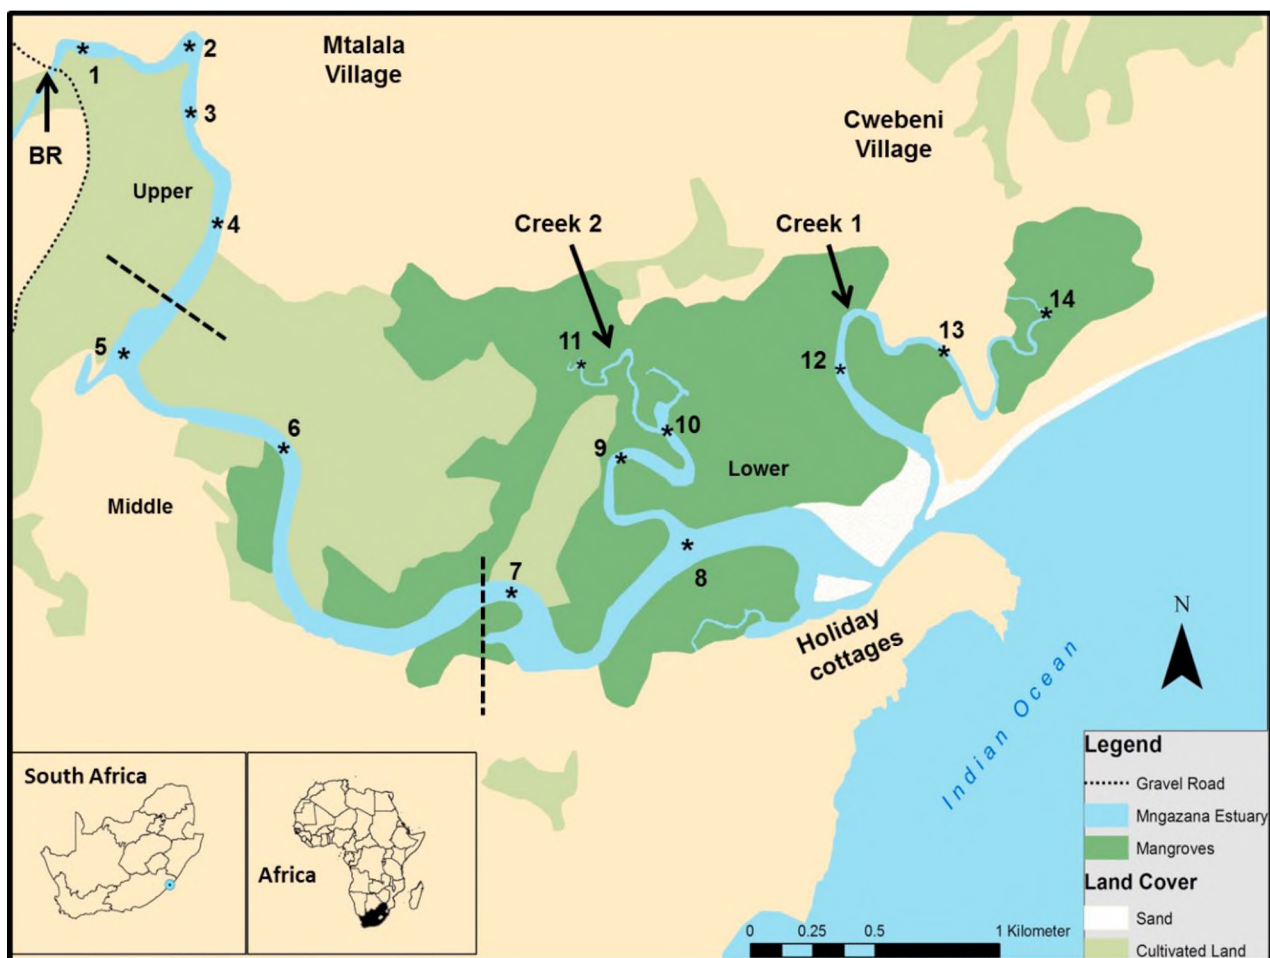 Mtalala
Village
1
2
3
BR
Cwebeni
Village
Upper
4
Creek 2
Creek 1
5
11
12
13
14
6
9
10
Lower
Middle
7
8
Holiday
cottages
N
Indian Ocean
South Africa
Africa
Legend
Gravel Road
Mngazana Estuary
Mangroves
Land Cover
Sand
Cultivated Land
0 0.25 0.5 1 Kilometer